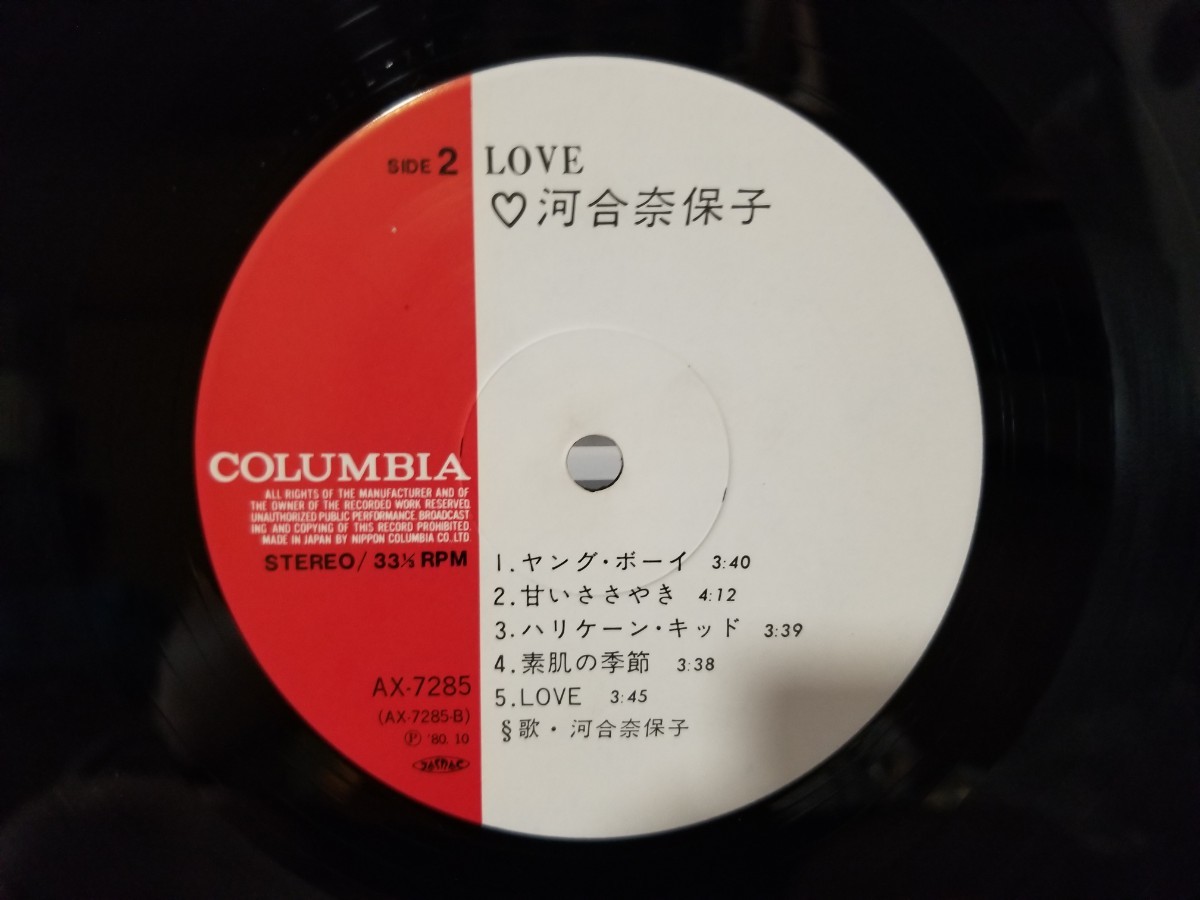 SIDE 2
LOVE
♡河合奈保子
COLUMBIA
ALL RIGHTS OF THE MANUFACTURER AND OF
THE OWNER OF THE RECORDED WORK RESERVED.
UNAUTHORIZED PUBLIC PERFORMANCE. BROADCAST
ING AND COPYING OF THIS RECORD PROHIBITED.
MADE IN JAPAN BY NIPPON COLUMBIA CO. LTD.
STEREO/ 33⅓ RPM
1.ヤング・ボーイ 3:40
2.甘いささやき 4:12
3.ハリケーン・キッド 3:39
4.素肌の季節 3:38
5.LOVE 3:45
§歌・河合奈保子
AX-7285
(AX-7285-B)
Ⓟ '80. 10